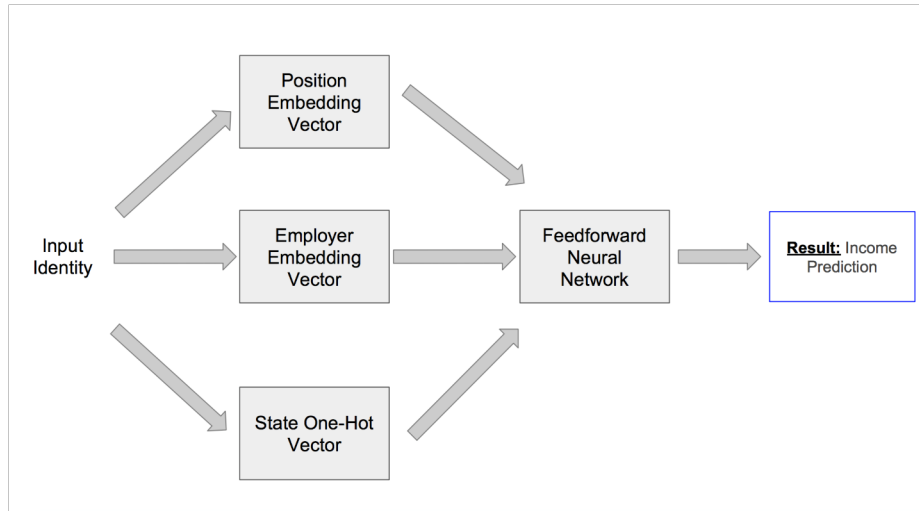 Input
Identity
Position
Embedding
Vector
Employer
Embedding
Vector
State One-Hot
Vector
Feedforward
Neural
Network
Result: Income
Prediction